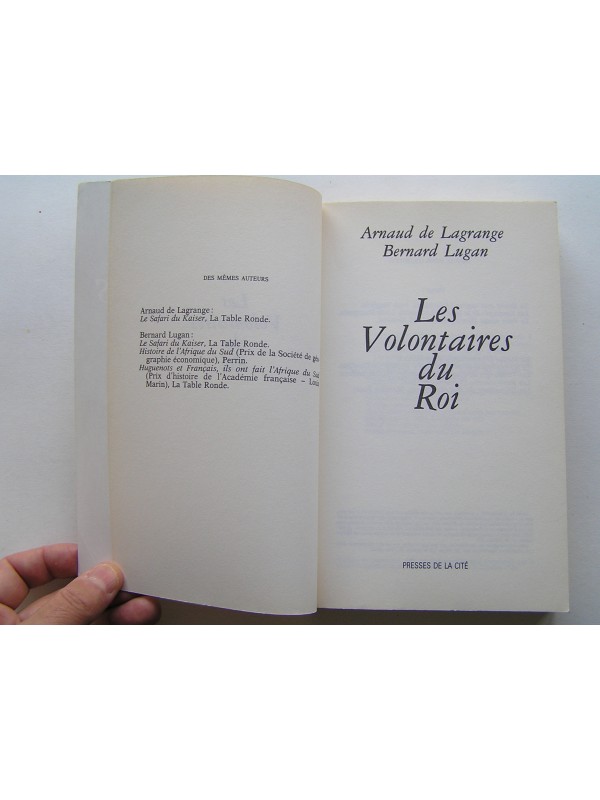 DES MÊMES AUTEURS
Arnaud de Lagrange :
Le Safari du Kaiser, La Table Ronde.
Bernard Lugan :
Le Safari du Kaiser, La Table Ronde.
Histoire de l'Afrique du Sud (Prix de la Société de géo
graphie économique), Perrin.
Huguenots et Français, ils ont fait l'Afrique du Sud
(Prix d'histoire de l'Académie française – Louis
Marin), La Table Ronde.
Arnaud de Lagrange
Bernard Lugan
Les
Volontaires
du
Roi
PRESSES DE LA CITÉ